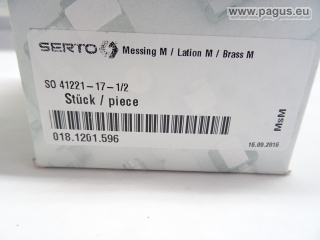 www.pagus.eu
SERTO Messing M / Lation M / Brass M
SO 41221-17-1/2
Stück / piece
018.1201.596
16.09.2016
MsM